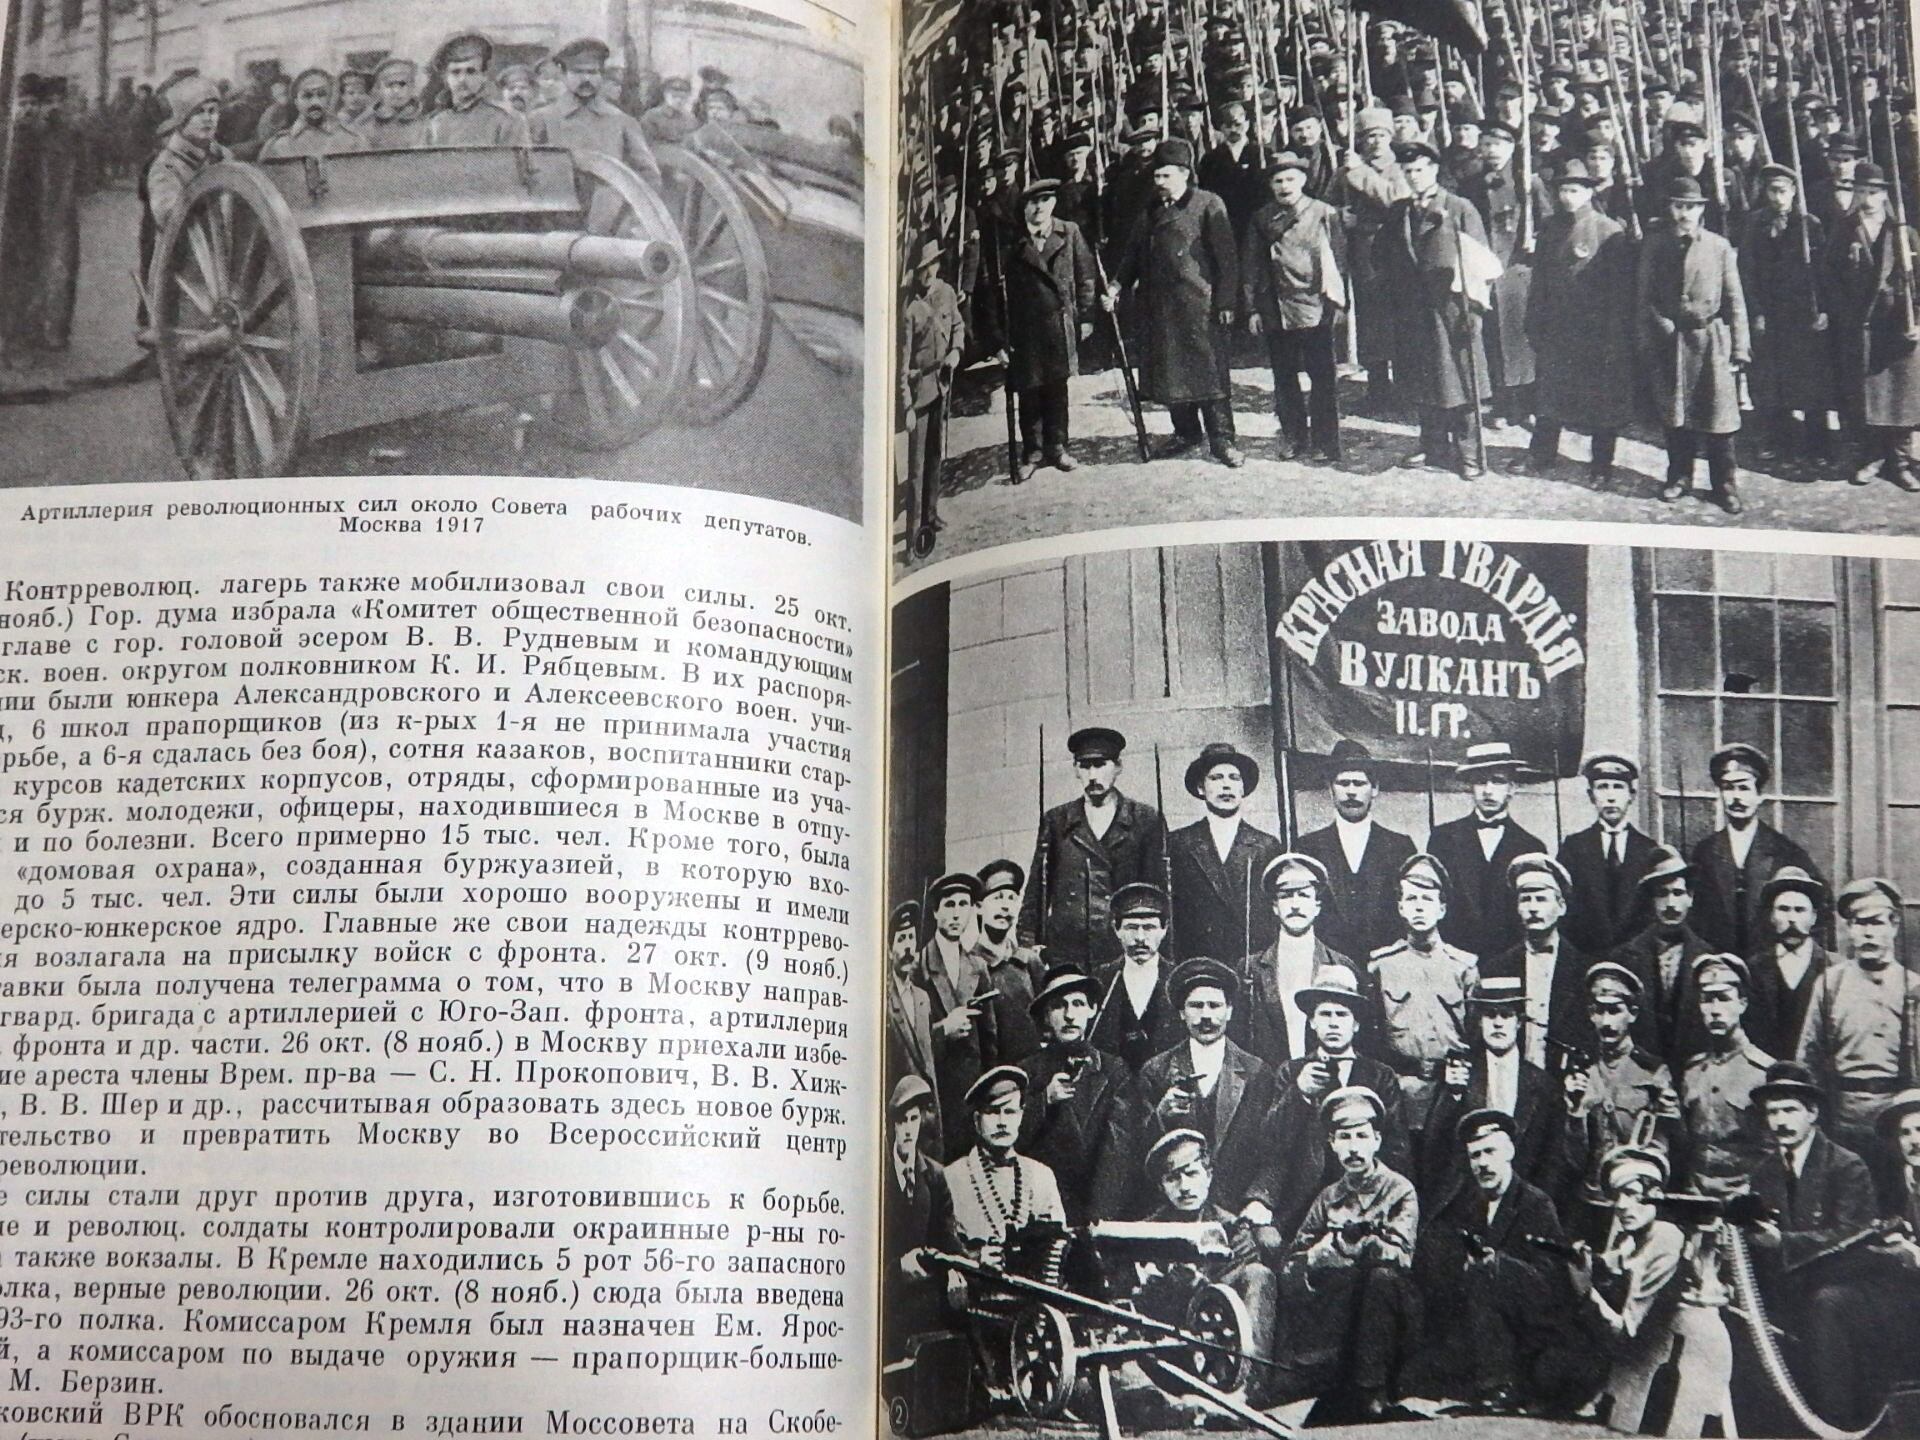 Артиллерия революционных сил около Совета рабочих депутатов.
Москва 1917
Контрреволюц. лагерь также мобилизовал свои силы. 25 окт.
нояб.) Гор. дума избрала «Комитет общественной безопасности»
главе с гор. головой эсером В. В. Рудневым и командующим
ск. воен. округом полковником К. И. Рябцевым. В их распоря-
нии были юнкера Александровского и Алексеевского воен. учи-
6 школ прапорщиков (из к-рых 1-я не принимала участия
рьбе, а 6-я сдалась без боя), сотня казаков, воспитанники стар-
курсов кадетских корпусов, отряды, сформированные из уча-
ся бурж. молодежи, офицеры, находившиеся в Москве в отпу-
и по болезни. Всего примерно 15 тыс. чел. Кроме того, была
«домовая охрана», созданная буржуазией, в которую вхо-
до 5 тыс. чел. Эти силы были хорошо вооружены и имели
ерско-юнкерское ядро. Главные же свои надежды контррево-
ия возлагала на присылку войск с фронта. 27 окт. (9 нояб.)
тавки была получена телеграмма о том, что в Москву направ-
гвард. бригада с артиллерией с Юго-Зап. фронта, артиллерия
фронта и др. части. 26 окт. (8 нояб.) в Москву приехали избе-
ие ареста члены Врем. пр-ва — С. Н. Прокопович, В. В. Хиж-
, В. В. Шер и др., рассчитывая образовать здесь новое бурж.
тельство и превратить Москву во Всероссийский центр
революции.
е силы стали друг против друга, изготовившись к борьбе.
ие и революц. солдаты контролировали окраинные р-ны го-
также вокзалы. В Кремле находились 5 рот 56-го запасного
олка, верные революции. 26 окт. (8 нояб.) сюда была введена
93-го полка. Комиссаром Кремля был назначен Ем. Ярос-
й, а комиссаром по выдаче оружия — прапорщик-больше-
М. Берзин.
ковский ВРК обосновался в здании Моссовета на Скобе-
1
КРАСНАЯ ГВАРДІЯ
ЗАВОДА
ВУЛКАНЪ
II. ГР.
2